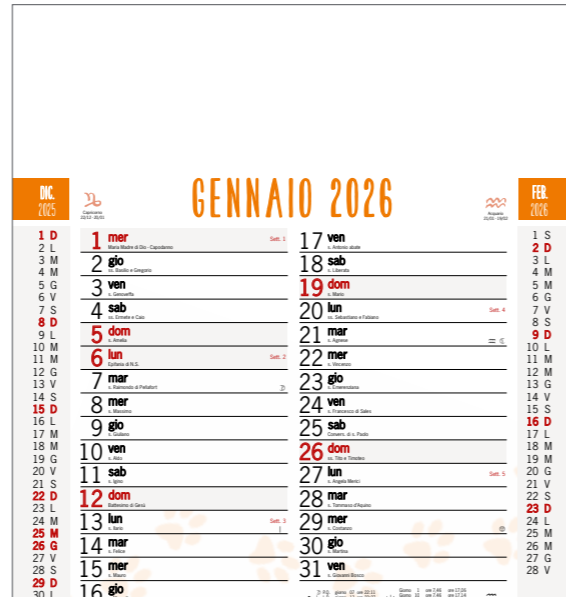 DIC.
2025
Capricorno
22/12 - 20/01
GENNAIO 2026
Acquario
21/01 - 19/02
FEB.
2026
1 D
2 L
3 M
4 M
5 G
6 V
7 S
8 D
9 L
10 M
11 M
12 G
13 V
14 S
15 D
16 L
17 M
18 M
19 G
20 V
21 S
22 D
23 L
24 M
25 M
26 G
27 V
28 S
29 D
30 L
1 mer Sett. 1
Maria Madre di Dio - Capodanno
2 gio
ss. Basilio e Gregorio
3 ven
s. Genoveffa
4 sab
ss. Ermete e Caio
5 dom
s. Amelia
6 lun Sett. 2
Epifania di N.S.
7 mar
s. Raimondo di Peñafort
8 mer
s. Massimo
9 gio
s. Giuliano
10 ven
s. Aldo
11 sab
s. Igino
12 dom
Battesimo di Gesù
13 lun Sett. 3
s. Ilario
14 mar
s. Felice
15 mer
s. Mauro
16 gio
17 ven
s. Antonio abate
18 sab
s. Liberata
19 dom
s. Mario
20 lun Sett. 4
ss. Sebastiano e Fabiano
21 mar
s. Agnese
22 mer
s. Vincenzo
23 gio
s. Emerenziana
24 ven
s. Francesco di Sales
25 sab
Convers. di s. Paolo
26 dom
ss. Tito e Timoteo
27 lun Sett. 5
s. Angela Merici
28 mar
s. Tommaso d'Aquino
29 mer
s. Costanzo
30 gio
s. Martina
31 ven
s. Giovanni Bosco
1 S
2 D
3 L
4 M
5 M
6 G
7 V
8 S
9 D
10 L
11 M
12 M
13 G
14 V
15 S
16 D
17 L
18 M
19 M
20 G
21 V
22 S
23 D
24 L
25 M
26 M
27 G
28 V